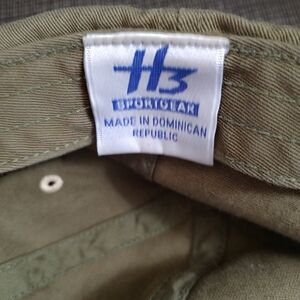 H3
SPORTGEAR
MADE IN DOMINICAN
REPUBLIC